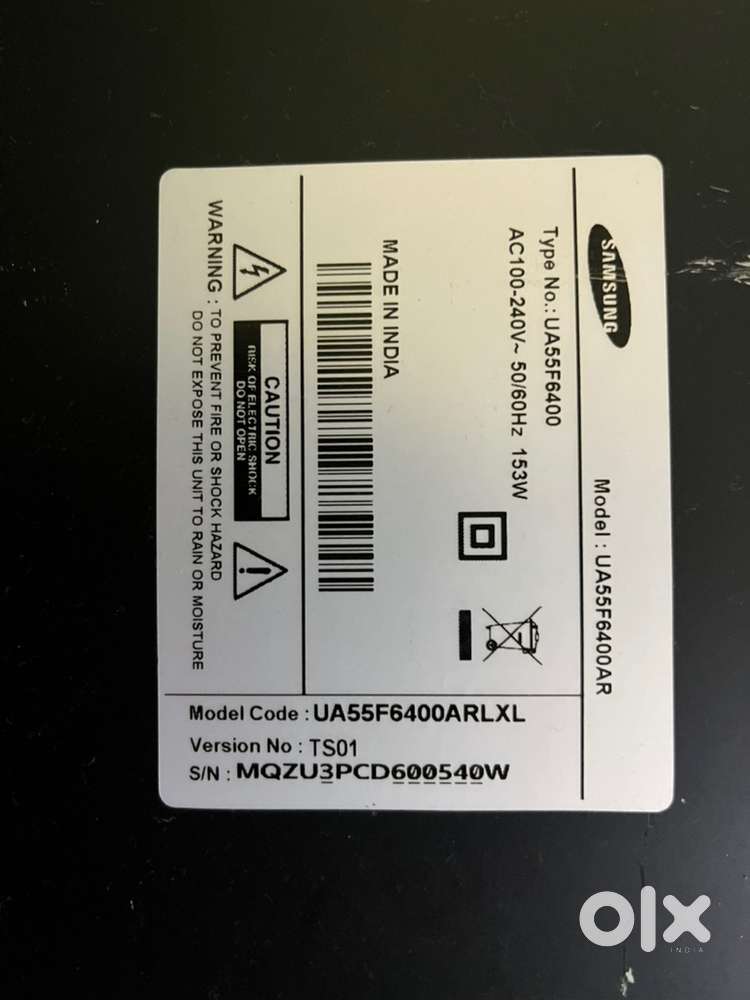 SAMSUNG
Model : UA55F6400AR
Type No.: UA55F6400
AC100-240V~ 50/60Hz 153W
MADE IN INDIA
CAUTION
RISK OF ELECTRIC SHOCK
DO NOT OPEN
WARNING : TO PREVENT FIRE OR SHOCK HAZARD
DO NOT EXPOSE THIS UNIT TO RAIN OR MOISTURE
Model Code : UA55F6400ARLXL
Version No : TS01
S/N : MQZU3PCD600540W
olx
INDIA